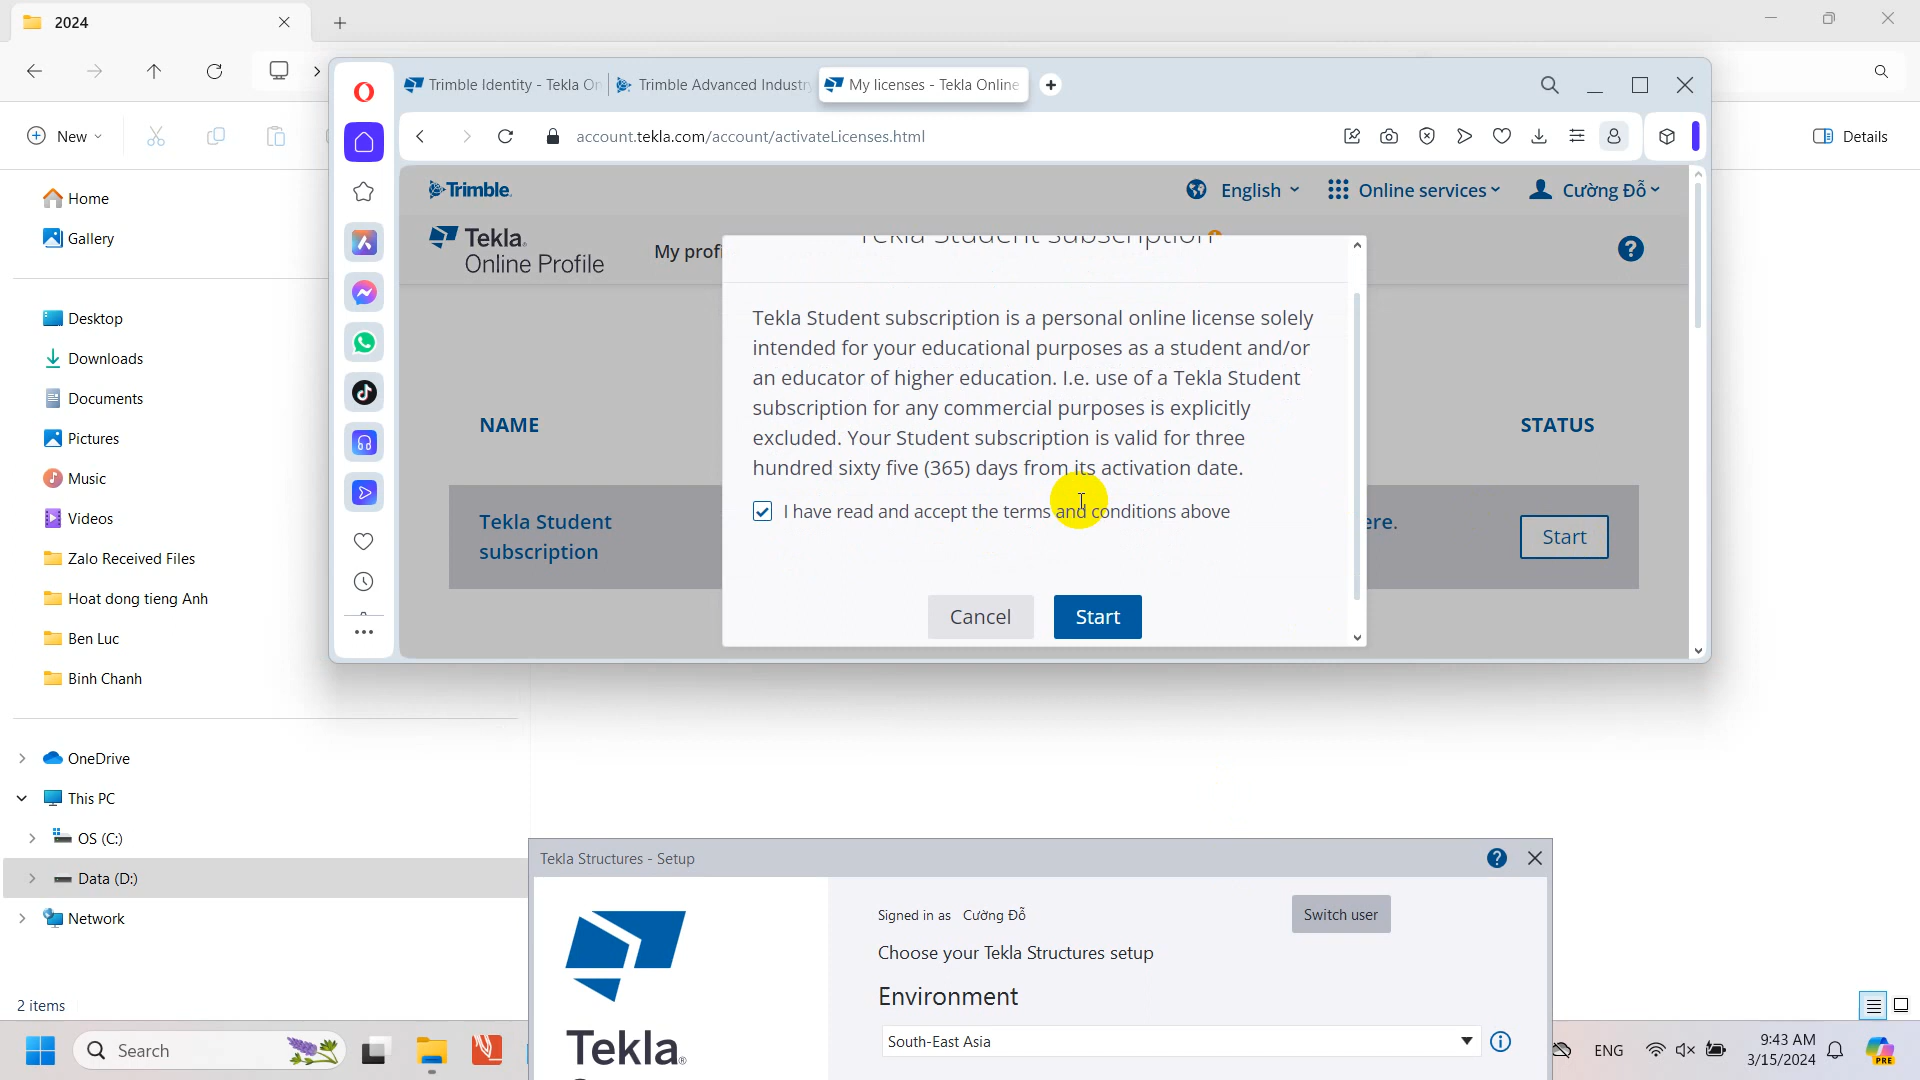 2024
Trimble Identity - Tekla On
Trimble Advanced Industry
My licenses - Tekla Online
New
account.tekla.com/account/activateLicenses.html
Details
Trimble.
English
Online services
Cường Đỗ
Home
Gallery
Tekla
Online Profile
My profi
Tekla Student subscription
Tekla Student subscription is a personal online license solely
intended for your educational purposes as a student and/or
an educator of higher education. I.e. use of a Tekla Student
subscription for any commercial purposes is explicitly
excluded. Your Student subscription is valid for three
hundred sixty five (365) days from its activation date.
I have read and accept the terms and conditions above
Cancel
Start
NAME
STATUS
Tekla Student
subscription
ere.
Start
Desktop
Downloads
Documents
Pictures
Music
Videos
Zalo Received Files
Hoat dong tieng Anh
Ben Luc
Binh Chanh
OneDrive
This PC
OS (C:)
Data (D:)
Network
2 items
Tekla Structures - Setup
Signed in as Cường Đỗ
Switch user
Choose your Tekla Structures setup
Environment
South-East Asia
Tekla
Search
ENG
9:43 AM
3/15/2024
PRE